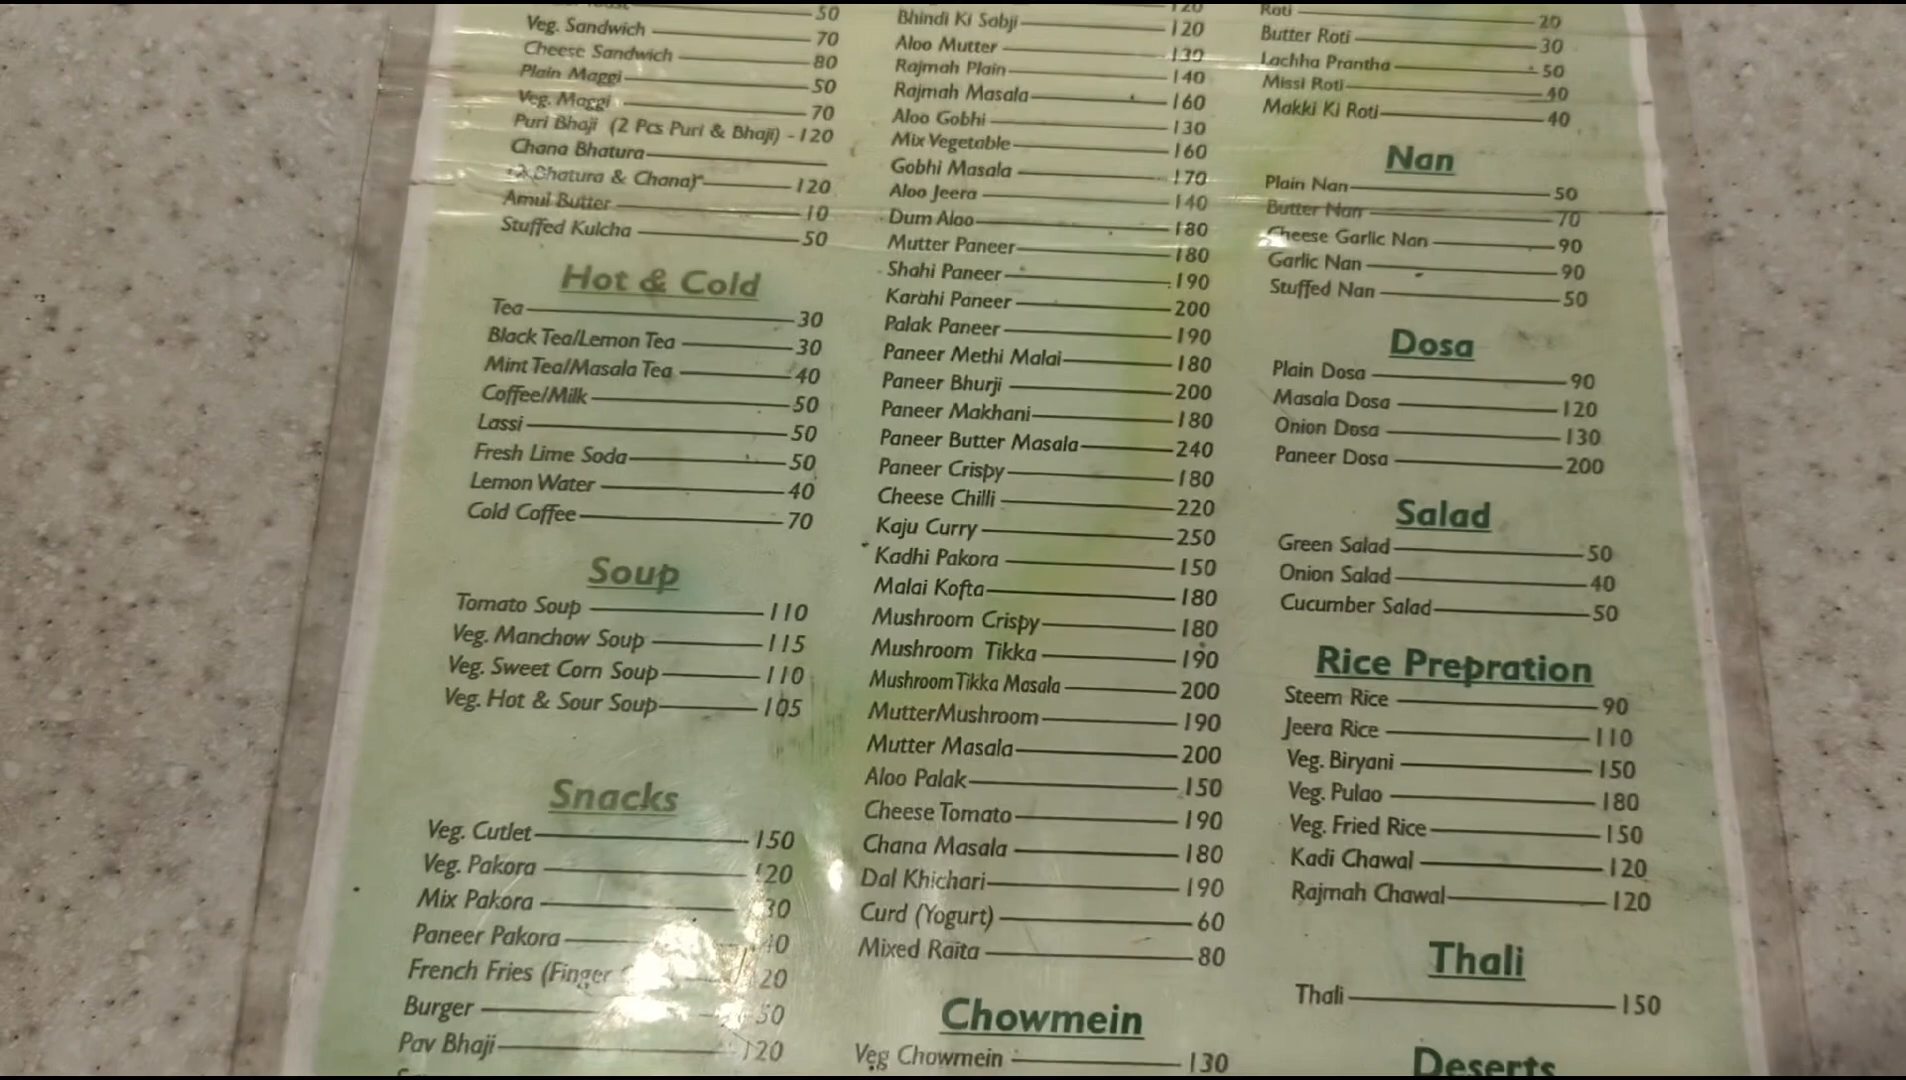 50
Veg. Sandwich 70
Cheese Sandwich 80
Plain Maggi 50
Veg. Maggi 70
Puri Bhaji (2 Pcs Puri & Bhaji) - 120
Chana Bhatura
Bhatura & Chana) 120
Amul Butter 10
Stuffed Kulcha 50
Hot & Cold
Tea 30
Black Tea/Lemon Tea 30
Mint Tea/Masala Tea 40
Coffee/Milk 50
Lassi 50
Fresh Lime Soda 50
Lemon Water 40
Cold Coffee 70
Soup
Tomato Soup 110
Veg. Manchow Soup 115
Veg. Sweet Corn Soup 110
Veg. Hot & Sour Soup 105
Snacks
Veg. Cutlet 150
Veg. Pakora 120
Mix Pakora
Paneer Pakora
French Fries (Finger
Burger 50
Pav Bhaji 120
120
Bhindi Ki Sabji 120
Aloo Mutter 130
Rajmah Plain 140
Rajmah Masala 160
Aloo Gobhi 130
Mix Vegetable 160
Gobhi Masala 170
Aloo Jeera 140
Dum Aloo 180
Mutter Paneer 180
Shahi Paneer 190
Karahi Paneer 200
Palak Paneer 190
Paneer Methi Malai 180
Paneer Bhurji 200
Paneer Makhani 180
Paneer Butter Masala 240
Paneer Crispy 180
Cheese Chilli 220
Kaju Curry 250
Kadhi Pakora 150
Malai Kofta 180
Mushroom Crispy 180
Mushroom Tikka 190
Mushroom Tikka Masala 200
Mutter Mushroom 190
Mutter Masala 200
Aloo Palak 150
Cheese Tomato 190
Chana Masala 180
Dal Khichari 190
Curd (Yogurt) 60
Mixed Raita 80
Chowmein
Veg Chowmein 130
Roti 20
Butter Roti 30
Lachha Prantha 50
Missi Roti 40
Makki Ki Roti 40
Nan
Plain Nan 50
Butter Nan 70
Cheese Garlic Nan 90
Garlic Nan 90
Stuffed Nan 50
Dosa
Plain Dosa 90
Masala Dosa 120
Onion Dosa 130
Paneer Dosa 200
Salad
Green Salad 50
Onion Salad 40
Cucumber Salad 50
Rice Prepration
Steem Rice 90
Jeera Rice 110
Veg. Biryani 150
Veg. Pulao 180
Veg. Fried Rice 150
Kadi Chawal 120
Rajmah Chawal 120
Thali
Thali 150
Deserts